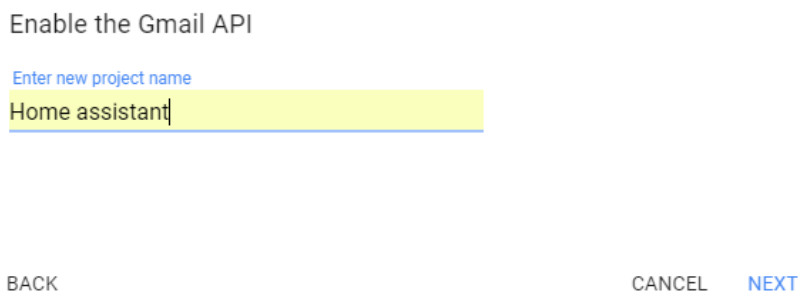 Enable the Gmail API
Enter new project name
Home assistant
BACK CANCEL NEXT